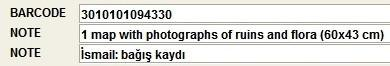 BARCODE 3010101094330
NOTE 1 map with photographs of ruins and flora (60x43 cm)
NOTE İsmail: bağış kaydı